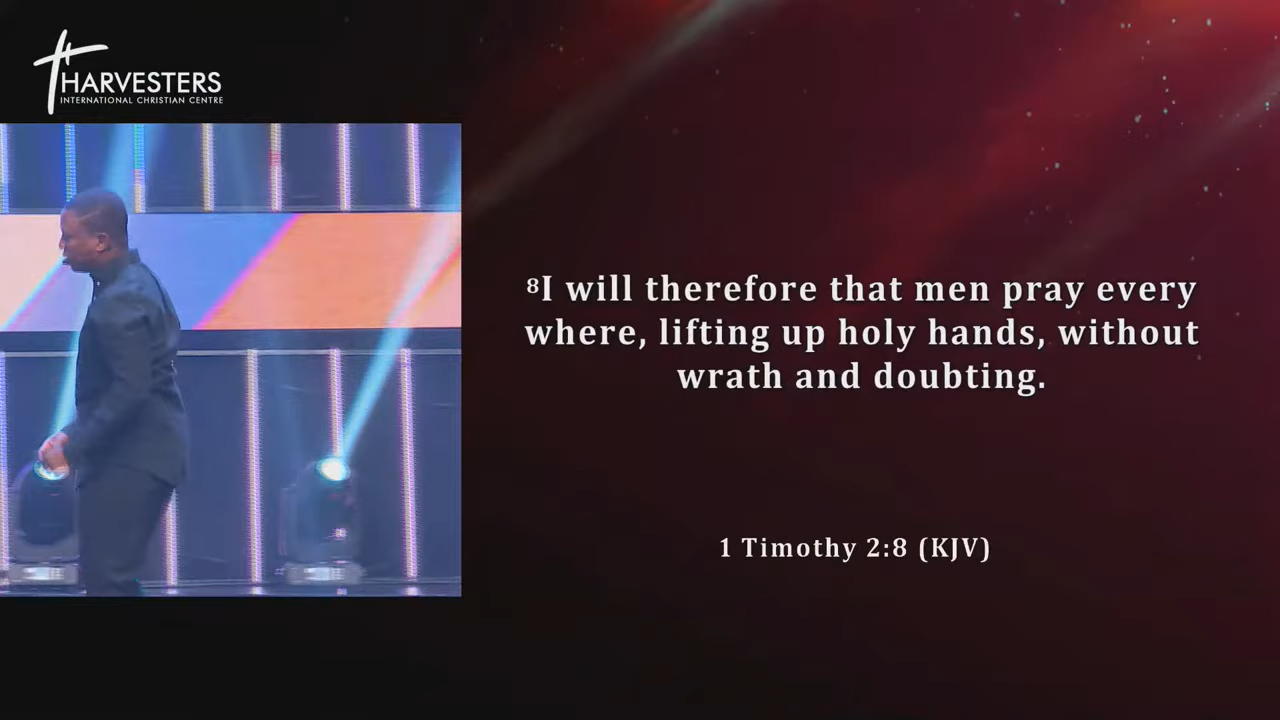 HARVESTERS
INTERNATIONAL CHRISTIAN CENTRE
⁸I will therefore that men pray every
where, lifting up holy hands, without
wrath and doubting.
1 Timothy 2:8 (KJV)